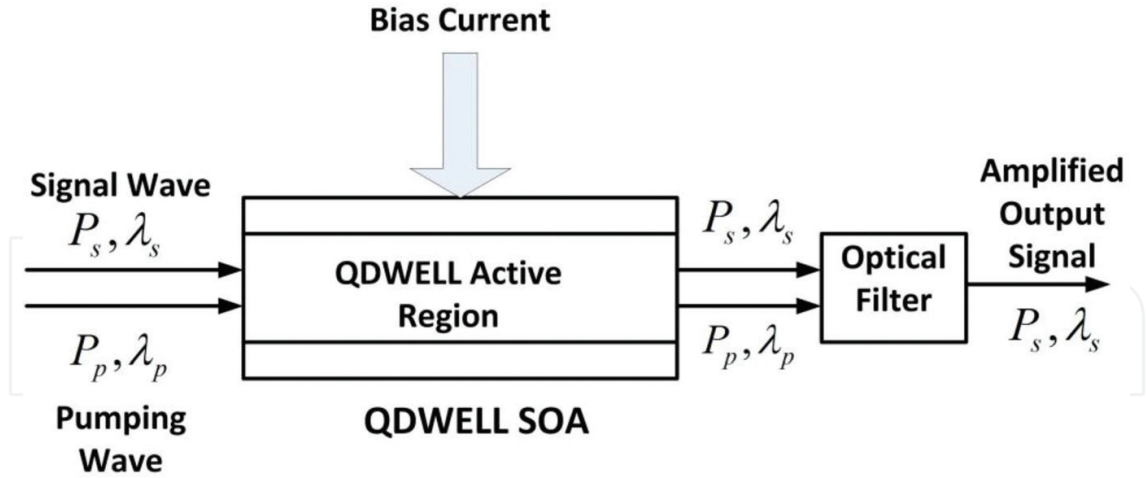 Bias Current
Signal Wave
P_s, λ_s
P_p, λ_p
Pumping
Wave
QDWELL Active
Region
QDWELL SOA
P_s, λ_s
P_p, λ_p
Optical
Filter
Amplified
Output
Signal
P_s, λ_s